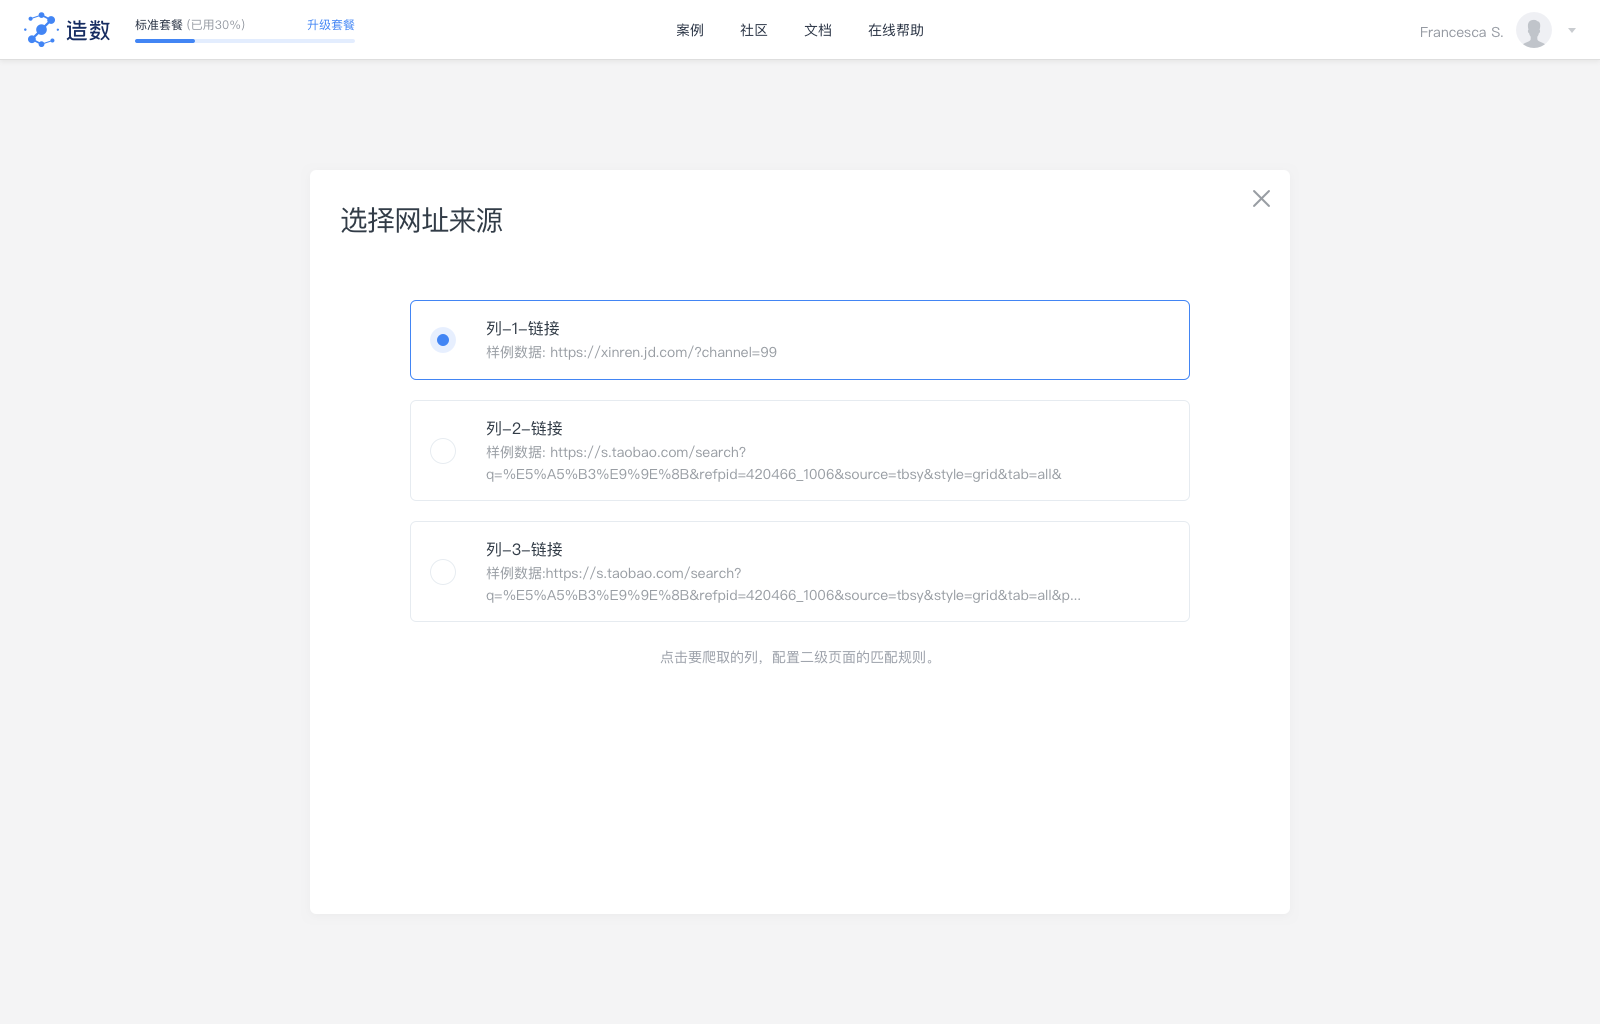 造数
标准套餐 (已用30%)
升级套餐
案例
社区
文档
在线帮助
Francesca S.
选择网址来源
列-1-链接
样例数据: https://xinren.jd.com/?channel=99
列-2-链接
样例数据: https://s.taobao.com/search?
q=%E5%A5%B3%E9%9E%8B&refpid=420466_1006&source=tbsy&style=grid&tab=all&
列-3-链接
样例数据:https://s.taobao.com/search?
q=%E5%A5%B3%E9%9E%8B&refpid=420466_1006&source=tbsy&style=grid&tab=all&p...
点击要爬取的列，配置二级页面的匹配规则。